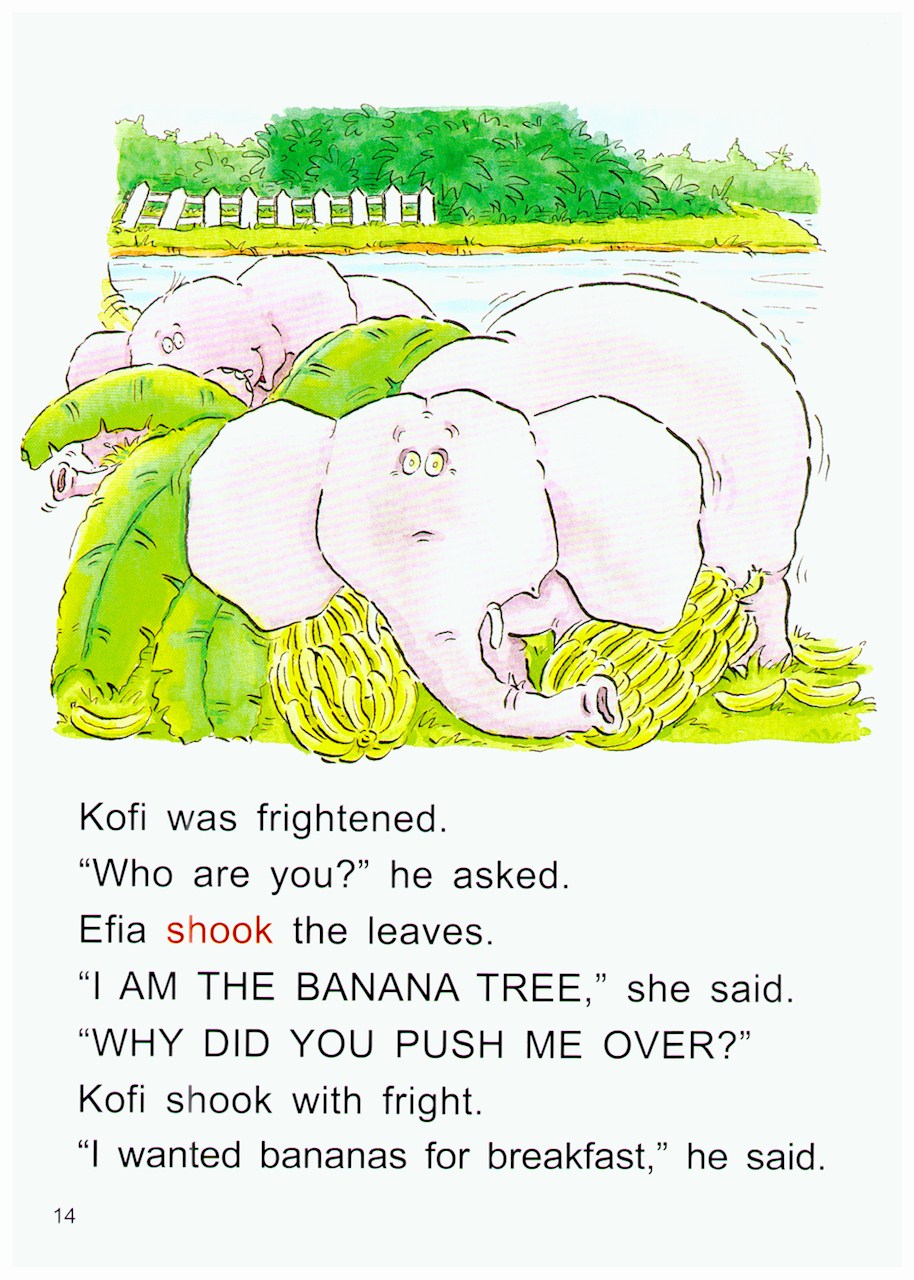 Kofi was frightened.
“Who are you?” he asked.
Efia shook the leaves.
“I AM THE BANANA TREE,” she said.
“WHY DID YOU PUSH ME OVER?”
Kofi shook with fright.
“I wanted bananas for breakfast,” he said.
14